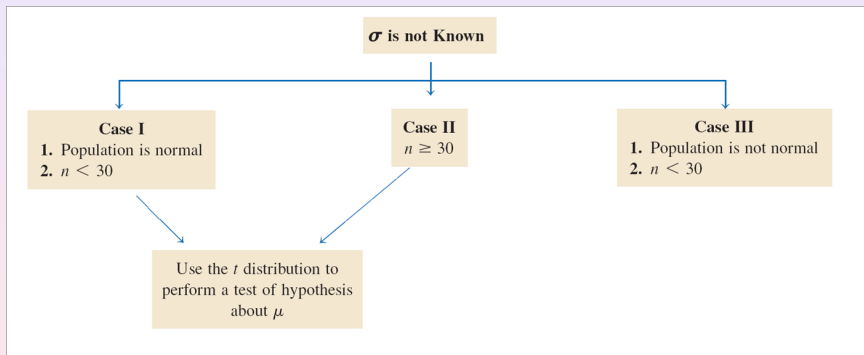 σ is not Known
Case I
1. Population is normal
2. n < 30
Case II
n ≥ 30
Case III
1. Population is not normal
2. n < 30
Use the t distribution to
perform a test of hypothesis
about μ